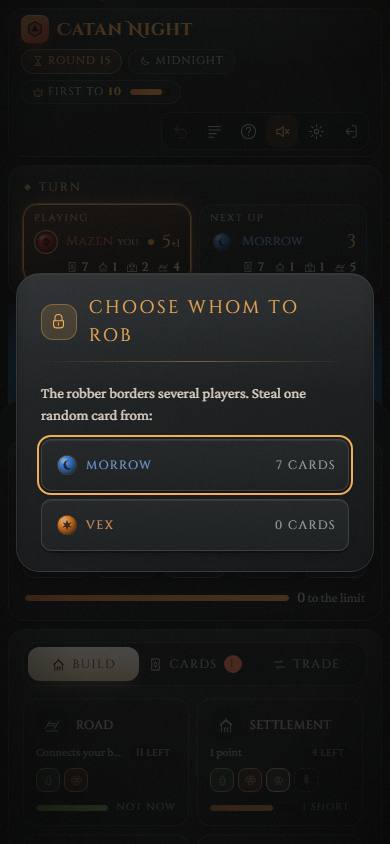 CATAN NIGHT
ROUND 15
MIDNIGHT
FIRST TO 10
TURN
PLAYING
MAZEN YOU 5+1
7 1 2 4
NEXT UP
MORROW 3
7 1 1 5
CHOOSE WHOM TO
ROB
The robber borders several players. Steal one
random card from:
MORROW 7 CARDS
VEX 0 CARDS
0 to the limit
BUILD
CARDS 1
TRADE
ROAD
Connects your b... 11 LEFT
NOT NOW
SETTLEMENT
1 point 4 LEFT
1 SHORT